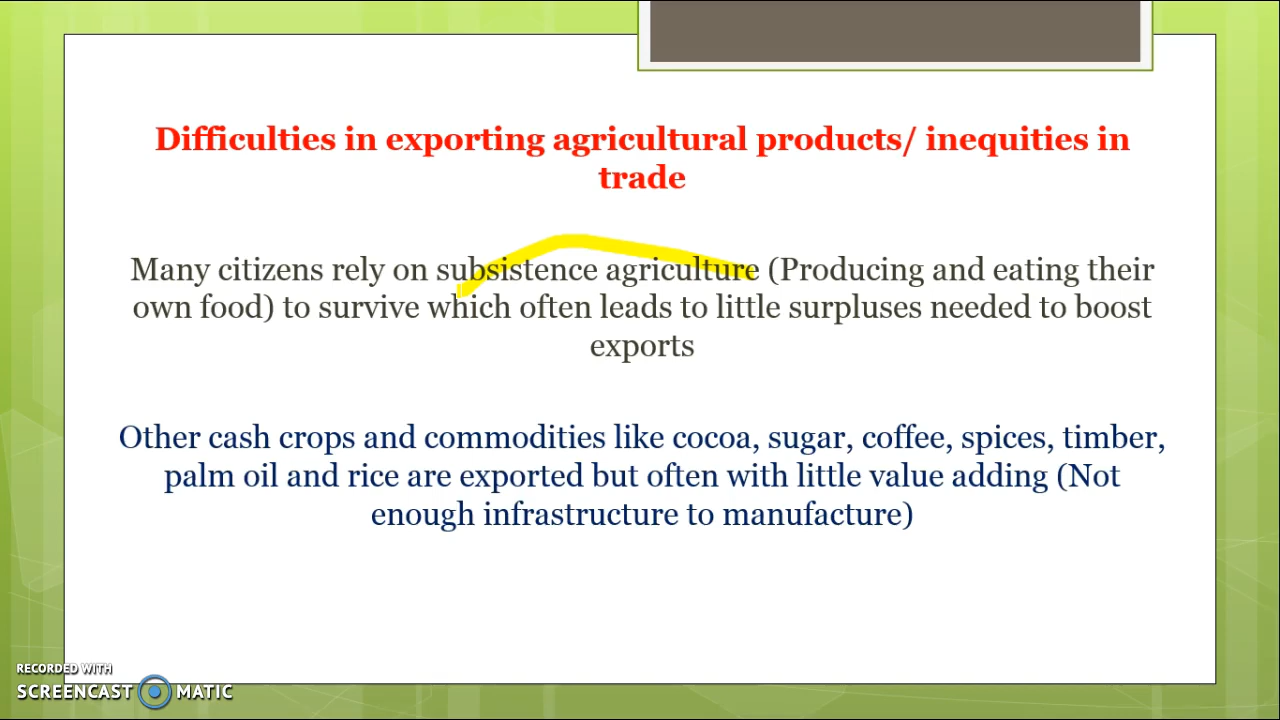 Difficulties in exporting agricultural products/ inequities in
trade
Many citizens rely on subsistence agriculture (Producing and eating their
own food) to survive which often leads to little surpluses needed to boost
exports
Other cash crops and commodities like cocoa, sugar, coffee, spices, timber,
palm oil and rice are exported but often with little value adding (Not
enough infrastructure to manufacture)
RECORDED WITH
SCREENCAST MATIC